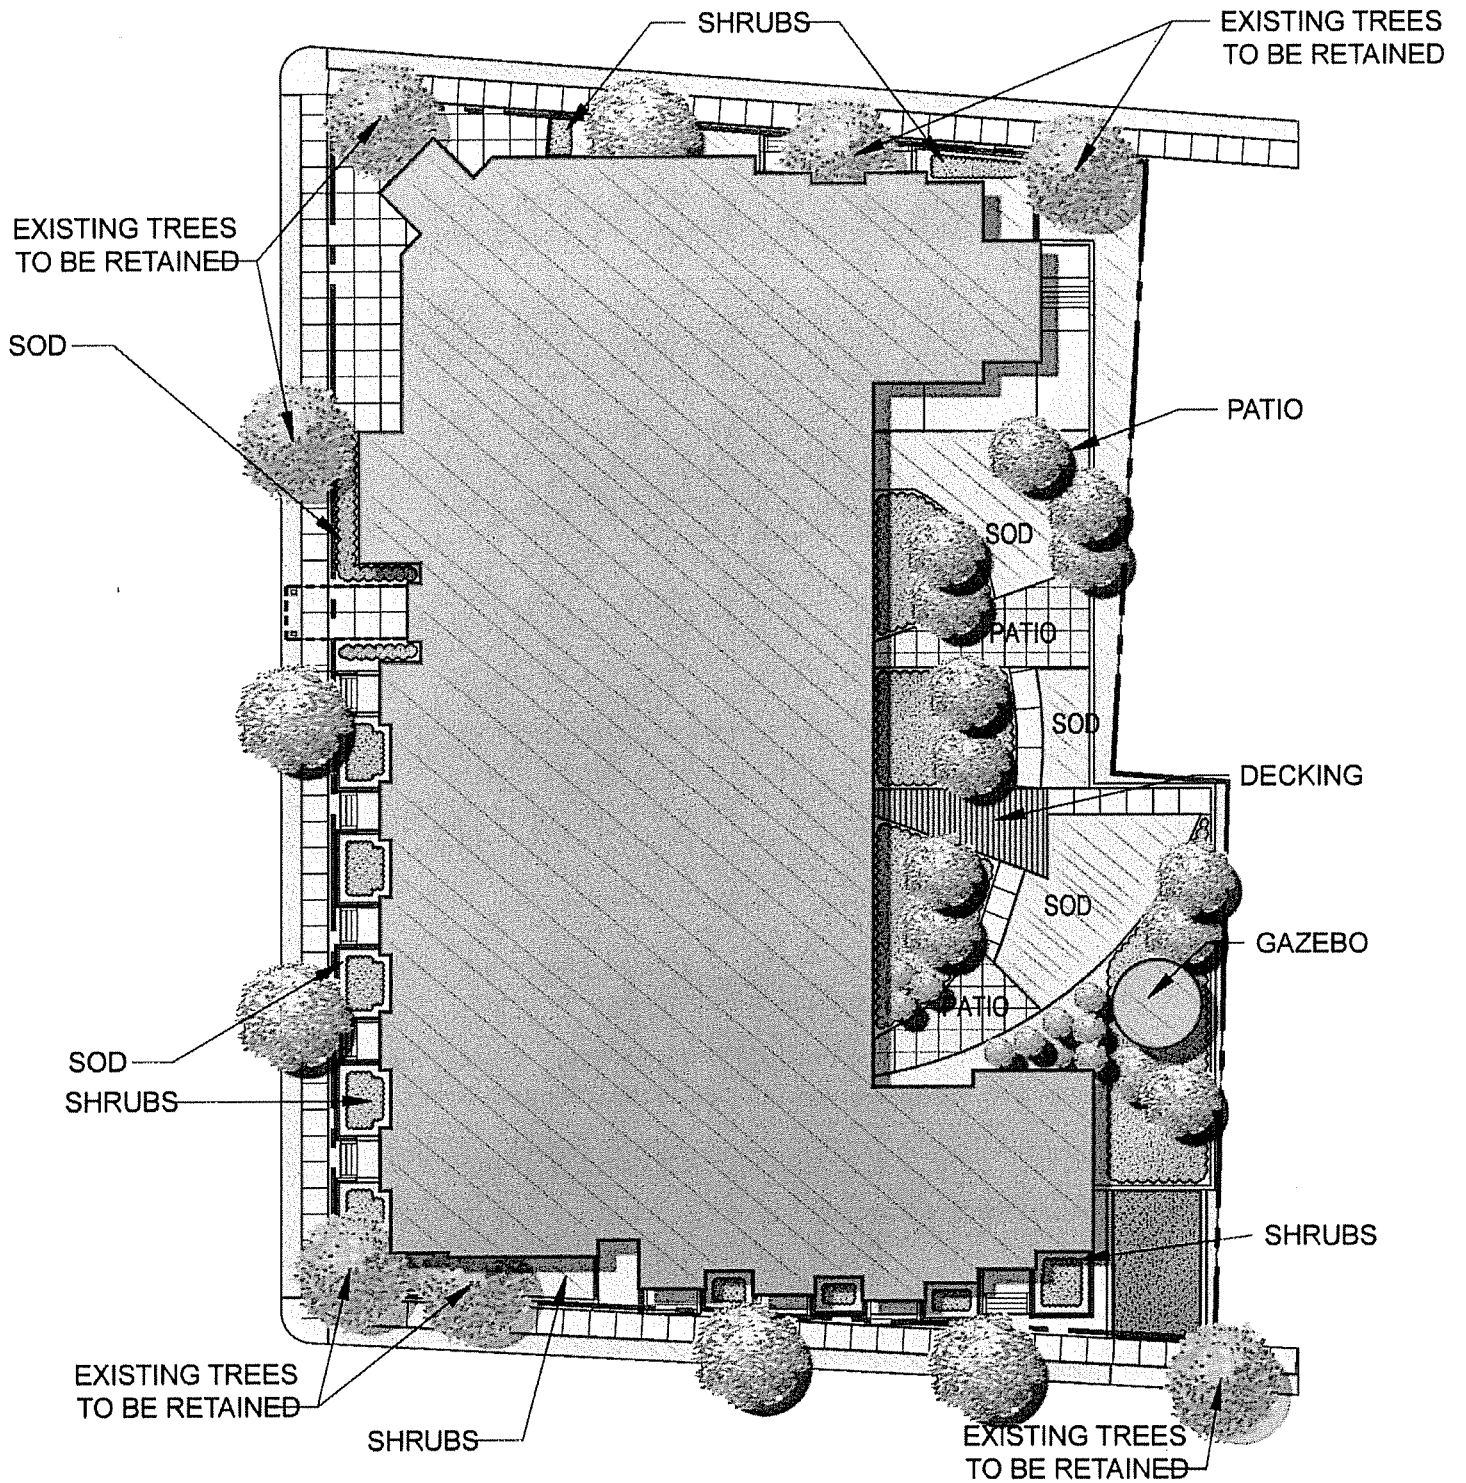 SHRUBS
EXISTING TREES
TO BE RETAINED
EXISTING TREES
TO BE RETAINED
SOD
PATIO
SOD
PATIO
SOD
DECKING
SOD
GAZEBO
PATIO
SOD
SHRUBS
SHRUBS
EXISTING TREES
TO BE RETAINED
SHRUBS
EXISTING TREES
TO BE RETAINED